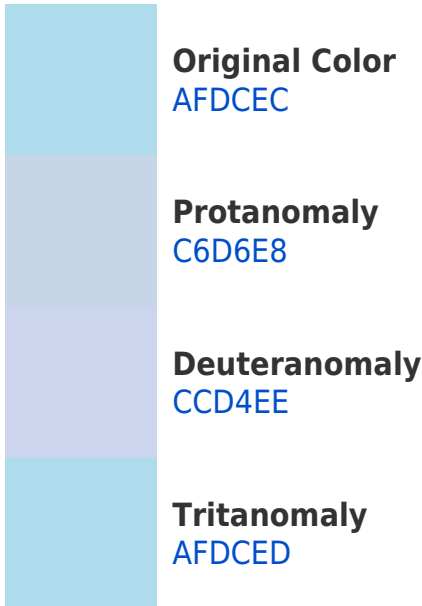 Original Color
AFDCEC
Protanomaly
C6D6E8
Deuteranomaly
CCD4EE
Tritanomaly
AFDCED